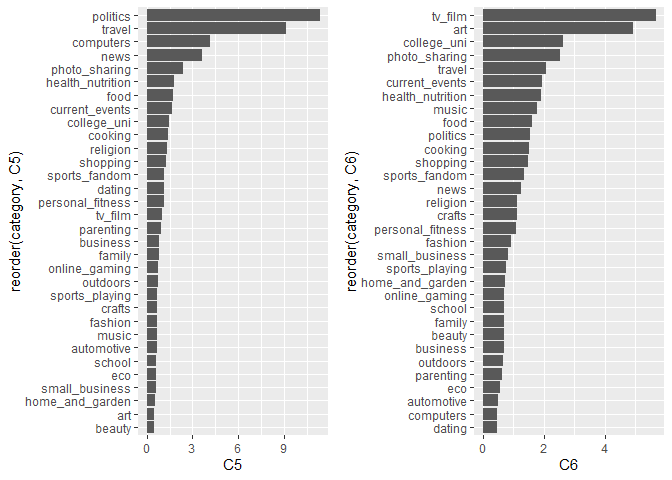 reorder(category, C5)
politics
travel
computers
news
photo_sharing
health_nutrition
food
current_events
college_uni
cooking
religion
shopping
sports_fandom
dating
personal_fitness
tv_film
parenting
business
family
online_gaming
outdoors
sports_playing
crafts
fashion
music
automotive
school
eco
small_business
home_and_garden
art
beauty
0 3 6 9
C5
reorder(category, C6)
tv_film
art
college_uni
photo_sharing
travel
current_events
health_nutrition
music
food
politics
cooking
shopping
sports_fandom
news
religion
crafts
personal_fitness
fashion
small_business
sports_playing
home_and_garden
online_gaming
school
family
beauty
business
outdoors
parenting
eco
automotive
computers
dating
0 2 4
C6